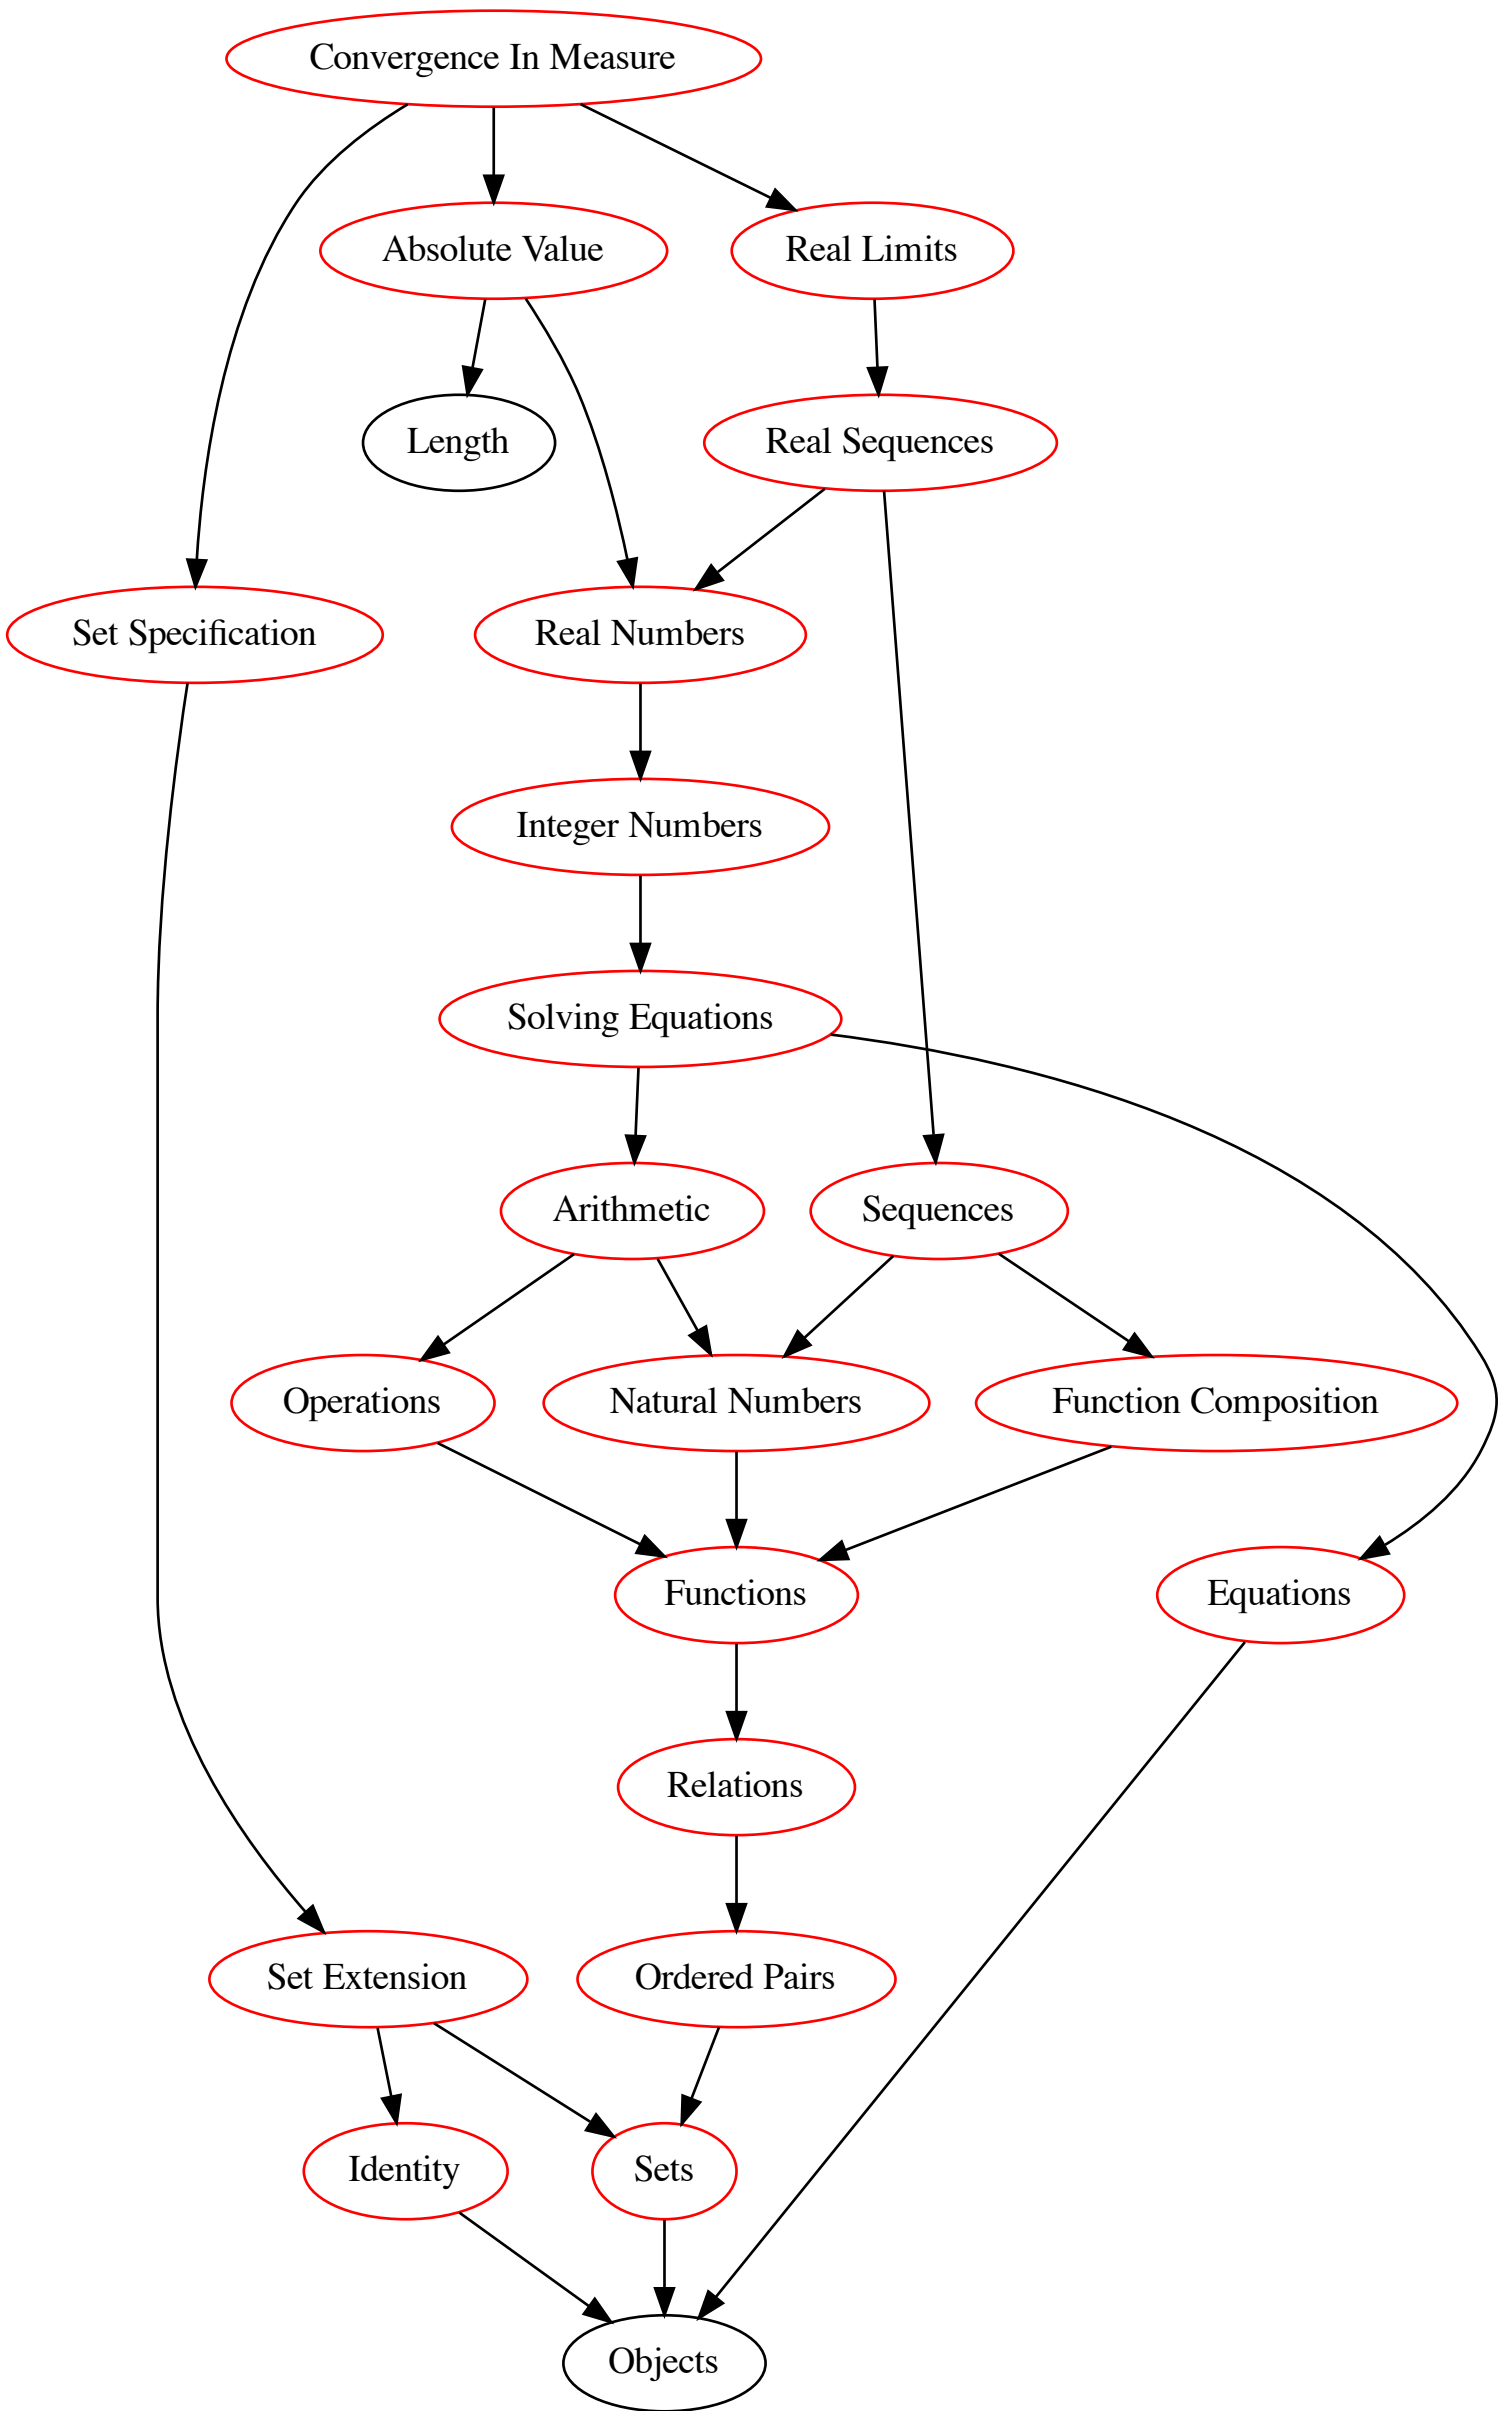 Convergence In Measure
Absolute Value
Real Limits
Length
Real Sequences
Set Specification
Real Numbers
Integer Numbers
Solving Equations
Arithmetic
Sequences
Operations
Natural Numbers
Function Composition
Functions
Equations
Relations
Set Extension
Ordered Pairs
Identity
Sets
Objects